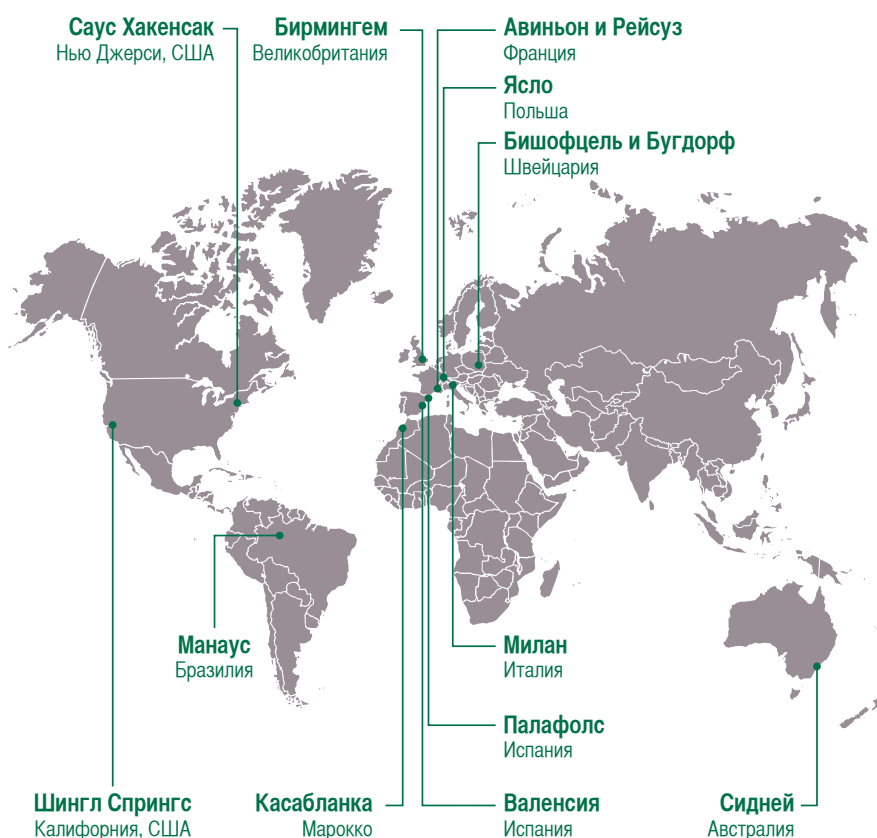 Саус Хакенсак
Нью Джерси, США
Бирмингем
Великобритания
Авиньон и Рейсуз
Франция
Ясло
Польша
Бишофцель и Бугдорф
Швейцария
Манаус
Бразилия
Милан
Италия
Палафолс
Испания
Шингл Спрингс
Калифорния, США
Касабланка
Марокко
Валенсия
Испания
Сидней
Австралия